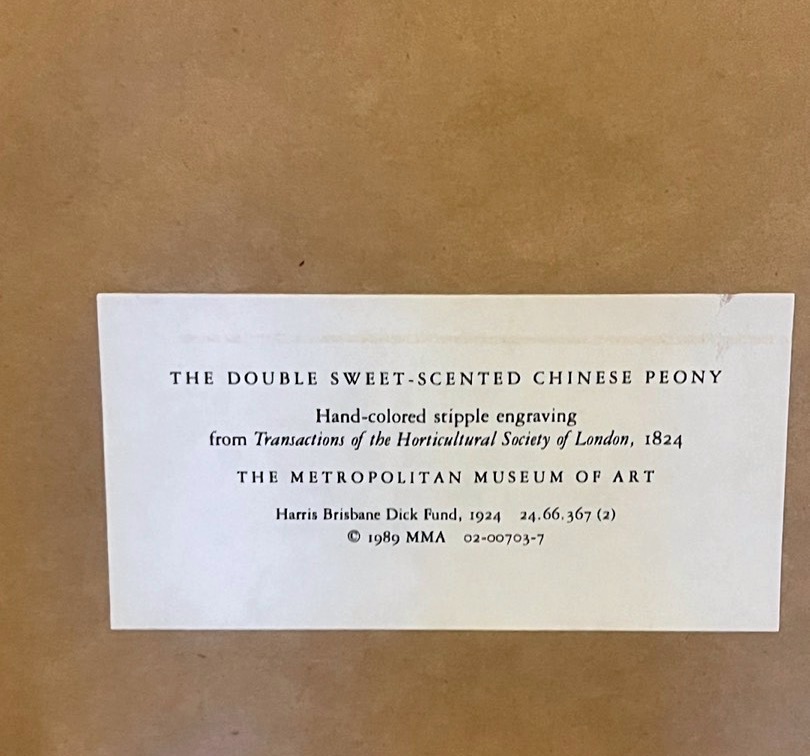 THE DOUBLE SWEET-SCENTED CHINESE PEONY
Hand-colored stipple engraving
from Transactions of the Horticultural Society of London, 1824
THE METROPOLITAN MUSEUM OF ART
Harris Brisbane Dick Fund, 1924 24.66.367 (2)
© 1989 MMA 02-00703-7